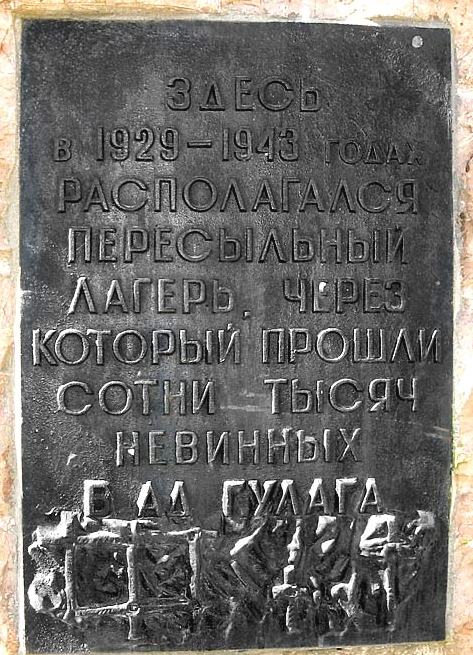 ЗДЕСЬ
в 1929-1943 годах
РАСПОЛАГАЛСЯ
ПЕРЕСЫЛЬНЫЙ
ЛАГЕРЬ, ЧЕРЕЗ
КОТОРЫЙ ПРОШЛИ
СОТНИ ТЫСЯЧ
НЕВИННЫХ
В АД ГУЛАГА